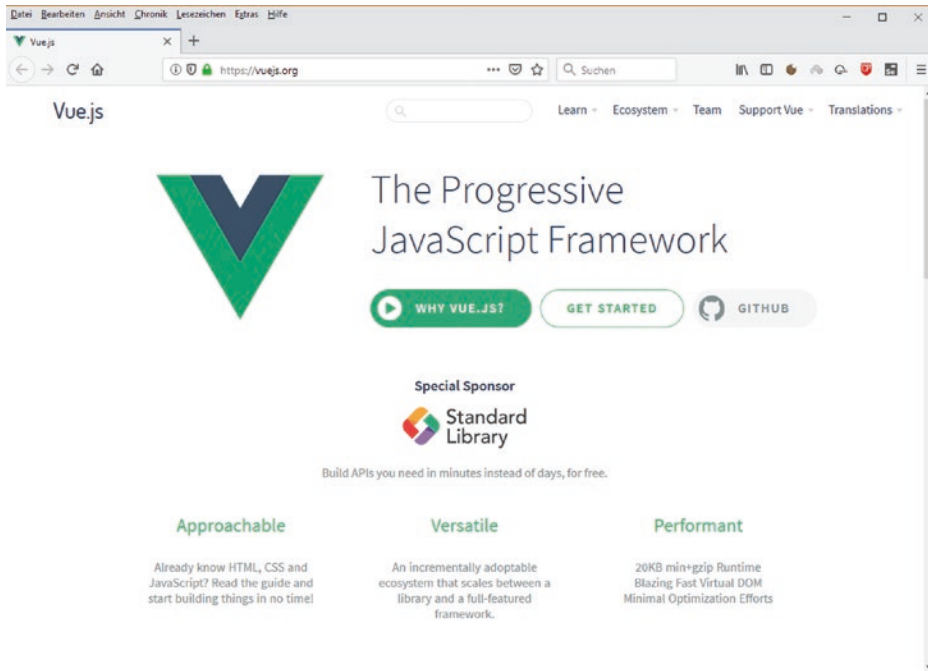 Datei Bearbeiten Ansicht Chronik Lesezeichen Extras Hilfe
Vue.js
https://vuejs.org
Suchen
Vue.js
Learn Ecosystem Team Support Vue Translations
The Progressive
JavaScript Framework
WHY VUE.JS? GET STARTED GITHUB
Special Sponsor
Standard
Library
Build APIs you need in minutes instead of days, for free.
Approachable
Already know HTML, CSS and
JavaScript? Read the guide and
start building things in no time!
Versatile
An incrementally adoptable
ecosystem that scales between a
library and a full-featured
framework.
Performant
20KB min+gzip Runtime
Blazing Fast Virtual DOM
Minimal Optimization Efforts